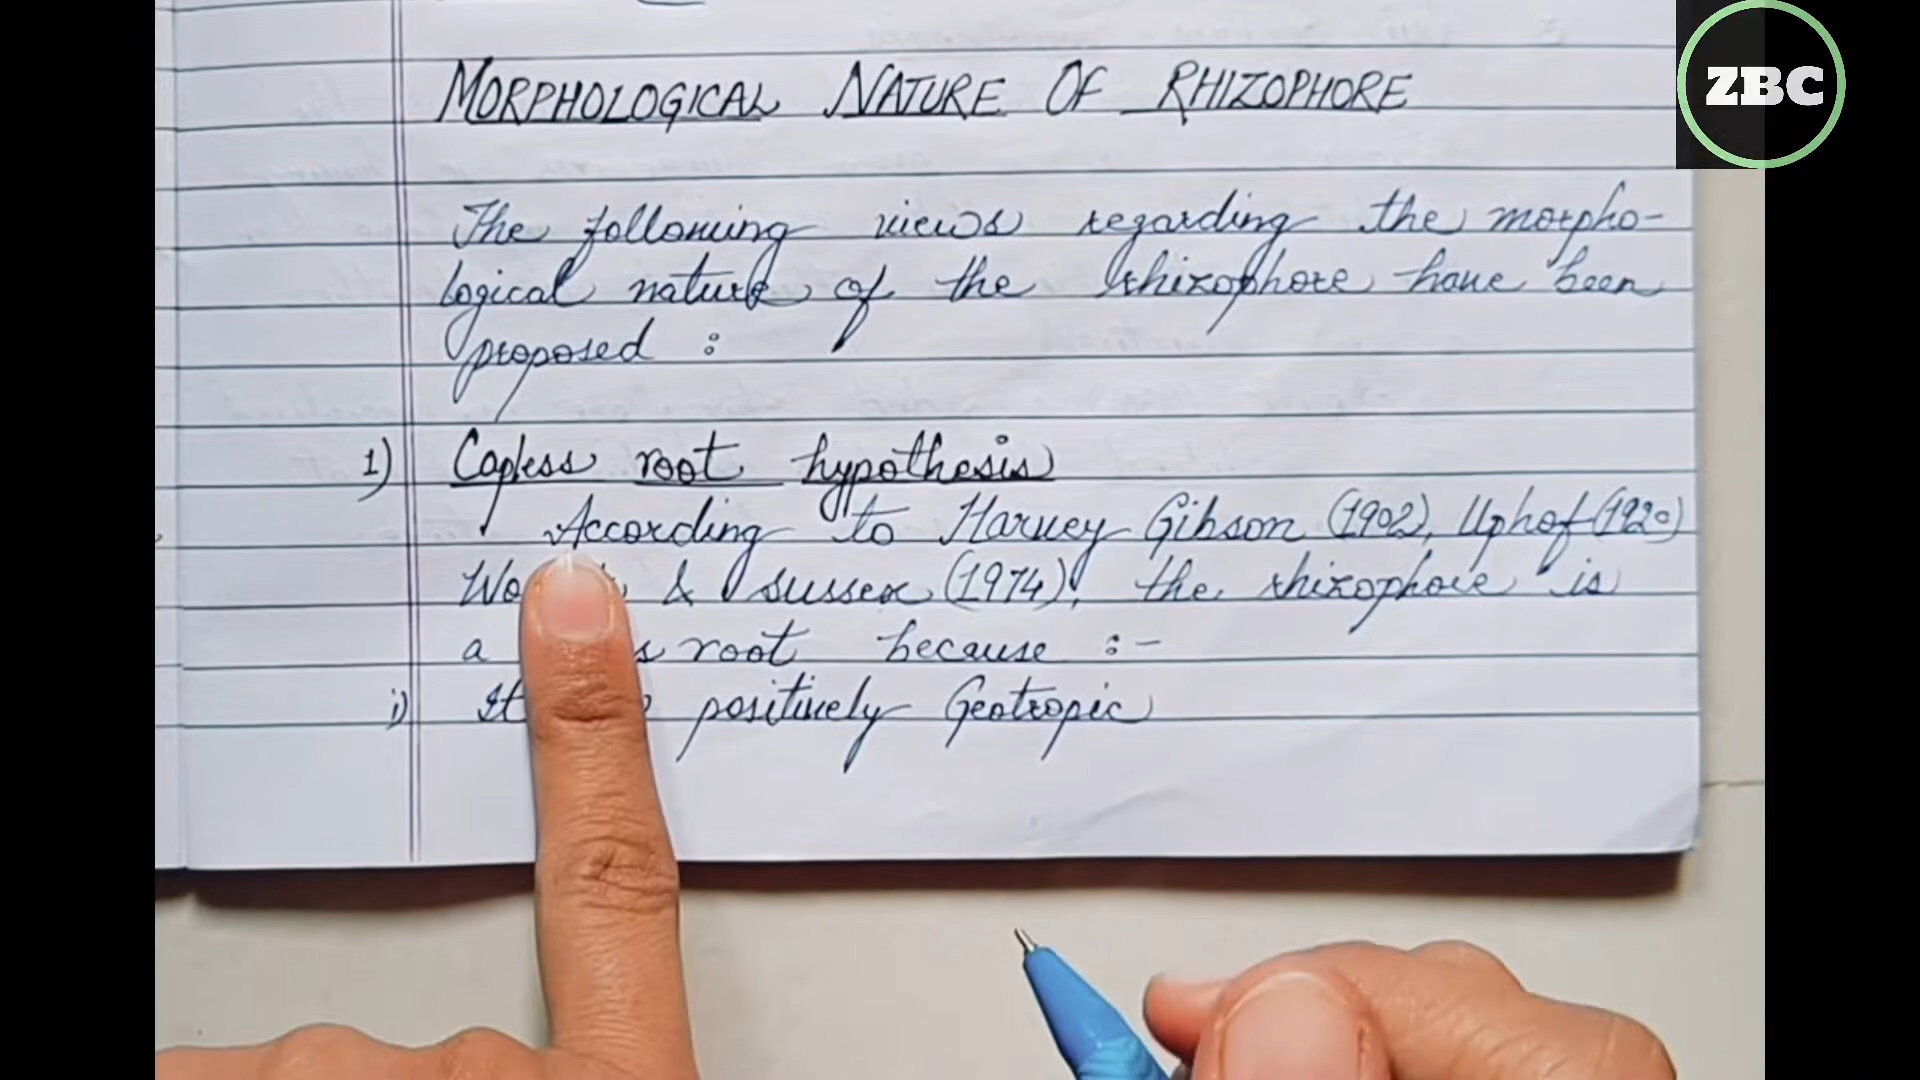 ZBC
MORPHOLOGICAL NATURE OF RHIZOPHORE
The following views regarding the morpho-
logical nature of the rhizophore have been
proposed :
1) Capless root hypothesis
According to Harvey Gibson (1902), Uphof (1920)
& Sussex (1974), the rhizophore is
a root because :-
i) It positively Geotropic